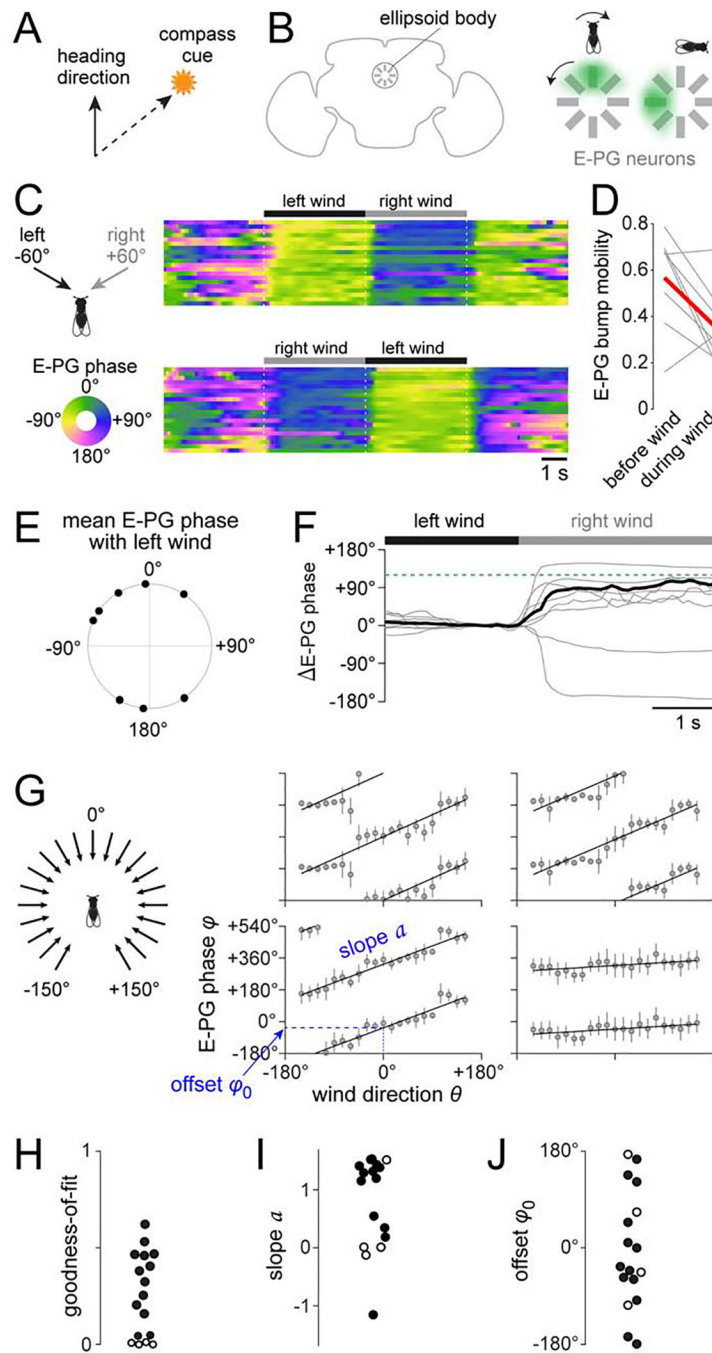 A
heading
direction
compass
cue
B
ellipsoid body
E-PG neurons
C
left
-60°
right
+60°
left wind
right wind
E-PG phase
0°
-90°
+90°
180°
right wind
left wind
1 s
D
E-PG bump mobility
0.8
0.6
0.4
0.2
0
before wind
during wind
E
mean E-PG phase
with left wind
0°
-90°
+90°
180°
F
left wind
right wind
ΔE-PG phase
+180°
+90°
0°
-90°
-180°
1 s
G
0°
-150°
+150°
E-PG phase φ
+540°
+360°
+180°
0°
-180°
slope a
offset φ0
-180°
0°
+180°
wind direction θ
H
goodness-of-fit
1
0
I
slope a
1
0
-1
J
offset φ0
180°
0°
-180°